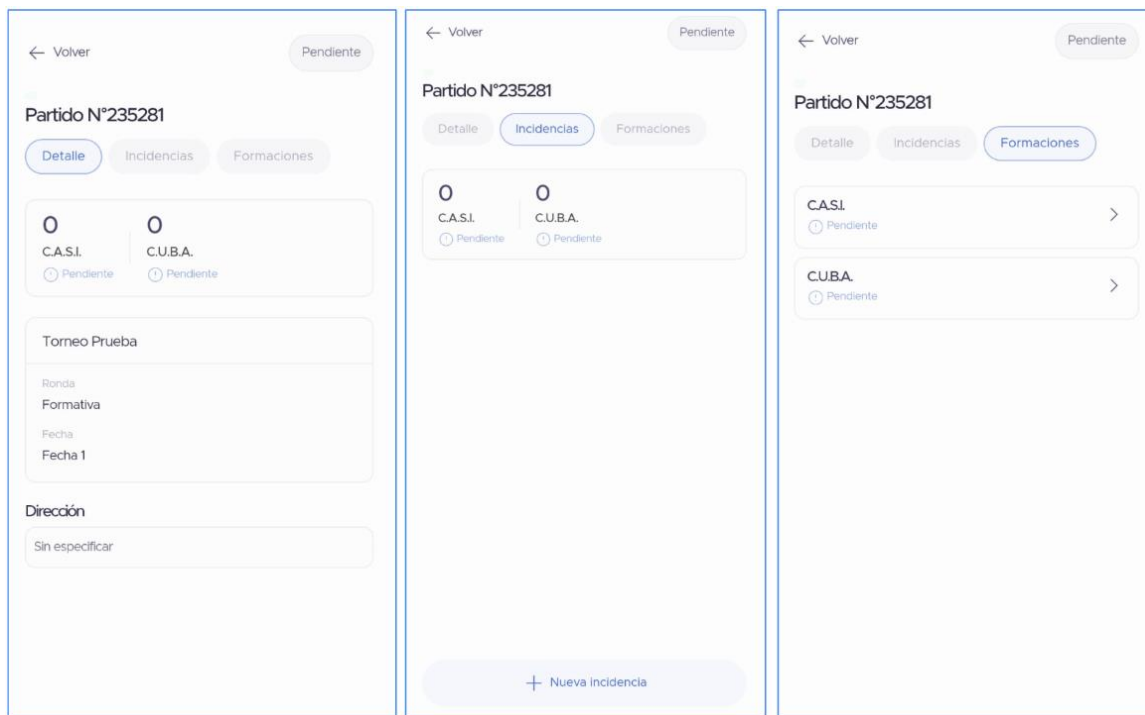 Volver
Pendiente
Partido N°235281
Detalle Incidencias Formaciones
0 0
C.A.S.I. C.U.B.A.
Pendiente Pendiente
Torneo Prueba
Ronda
Formativa
Fecha
Fecha 1
Dirección
Sin especificar
Volver
Pendiente
Partido N°235281
Detalle Incidencias Formaciones
0 0
C.A.S.I. C.U.B.A.
Pendiente Pendiente
+ Nueva incidencia
Volver
Pendiente
Partido N°235281
Detalle Incidencias Formaciones
C.A.S.I.
Pendiente
C.U.B.A.
Pendiente